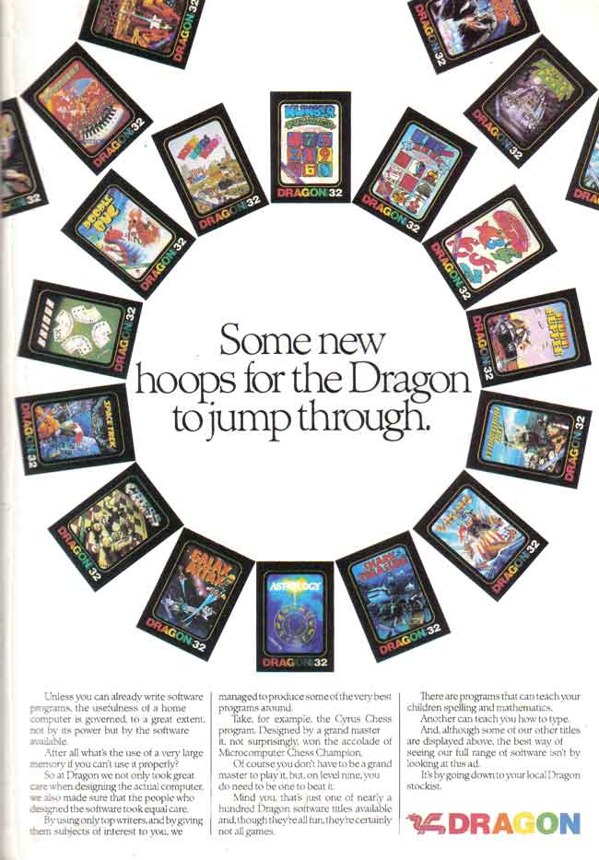 DRAGON 32
DRAGON 32
DRAGON 32
DRAGON 32
NUMBER
DRAGON 32
DRAGON 32
DRAGON 32
DRAGON 32
DRAGON 32
BRIDGE
DRAGON 32
DRAGON 32
SPACE TREK
DRAGON 32
DRAGON 32
CHESS
DRAGON 32
DRAGON 32
DRAGON 32
ASTROLOGY
DRAGON 32
DRAGON 32
Some new
hoops for the Dragon
to jump through.
Unless you can already write software
programs, the usefulness of a home
computer is governed, to a great extent,
not by its power but by the software
available.
After all what's the use of a very large
memory if you can't use it properly?
So at Dragon we not only took great
care when designing the actual computer,
we also made sure that the people who
designed the software took equal care.
By using only top writers, and by giving
them subjects of interest to you, we
managed to produce some of the very best
programs around.
Take, for example, the Cyrus Chess
program. Designed by a grand master
it, not surprisingly, won the accolade of
Microcomputer Chess Champion.
Of course you don't have to be a grand
master to play it, but, on level nine, you
do need to be one to beat it.
Mind you, that's just one of nearly a
hundred Dragon software titles available
and, though they're all fun, they're certainly
not all games.
There are programs that can teach your
children spelling and mathematics.
Another can teach you how to type.
And, although some of our other titles
are displayed above, the best way of
seeing our full range of software isn't by
looking at this ad.
It's by going down to your local Dragon
stockist.
DRAGON